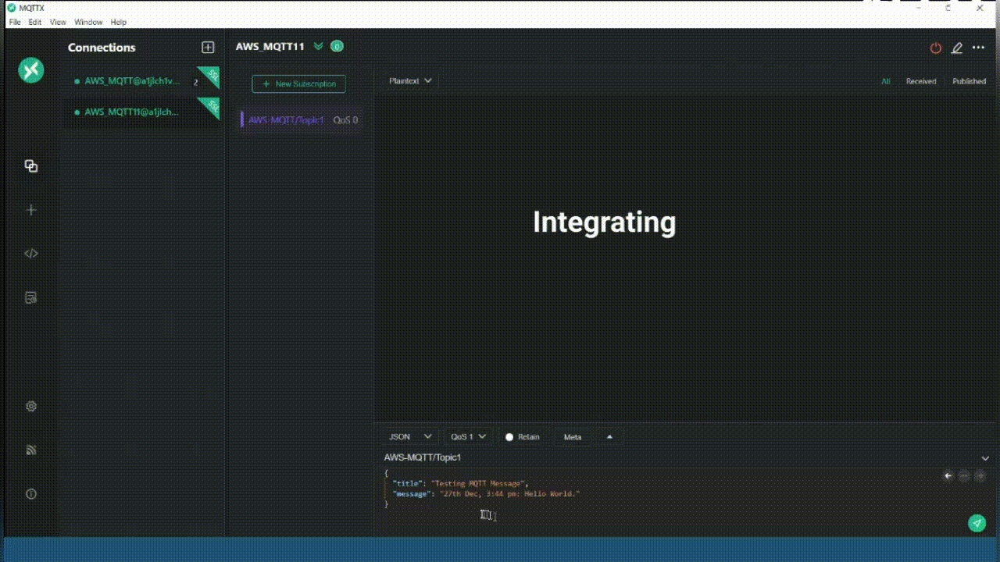 MQTTX
File Edit View Window Help
Connections
AWS_MQTT@a1jlch1v... 2 SSL
AWS_MQTT11@a1jlch... SSL
AWS_MQTT11 0
+ New Subscription
AWS-MQTT/Topic1 QoS 0
Plaintext All Received Published
Integrating
JSON QoS 1 Retain Meta
AWS-MQTT/Topic1
{
"title": "Testing MQTT Message",
"message": "27th Dec, 3:44 pm: Hello World."
}